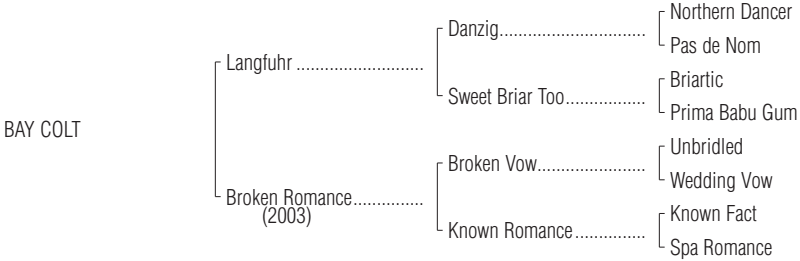 Northern Dancer
Danzig..............................
Pas de Nom
Langfuhr ..........................
Briartic
Sweet Briar Too.................
Prima Babu Gum
BAY COLT
Unbridled
Broken Vow.......................
Wedding Vow
Broken Romance...............
(2003)
Known Fact
Known Romance...............
Spa Romance